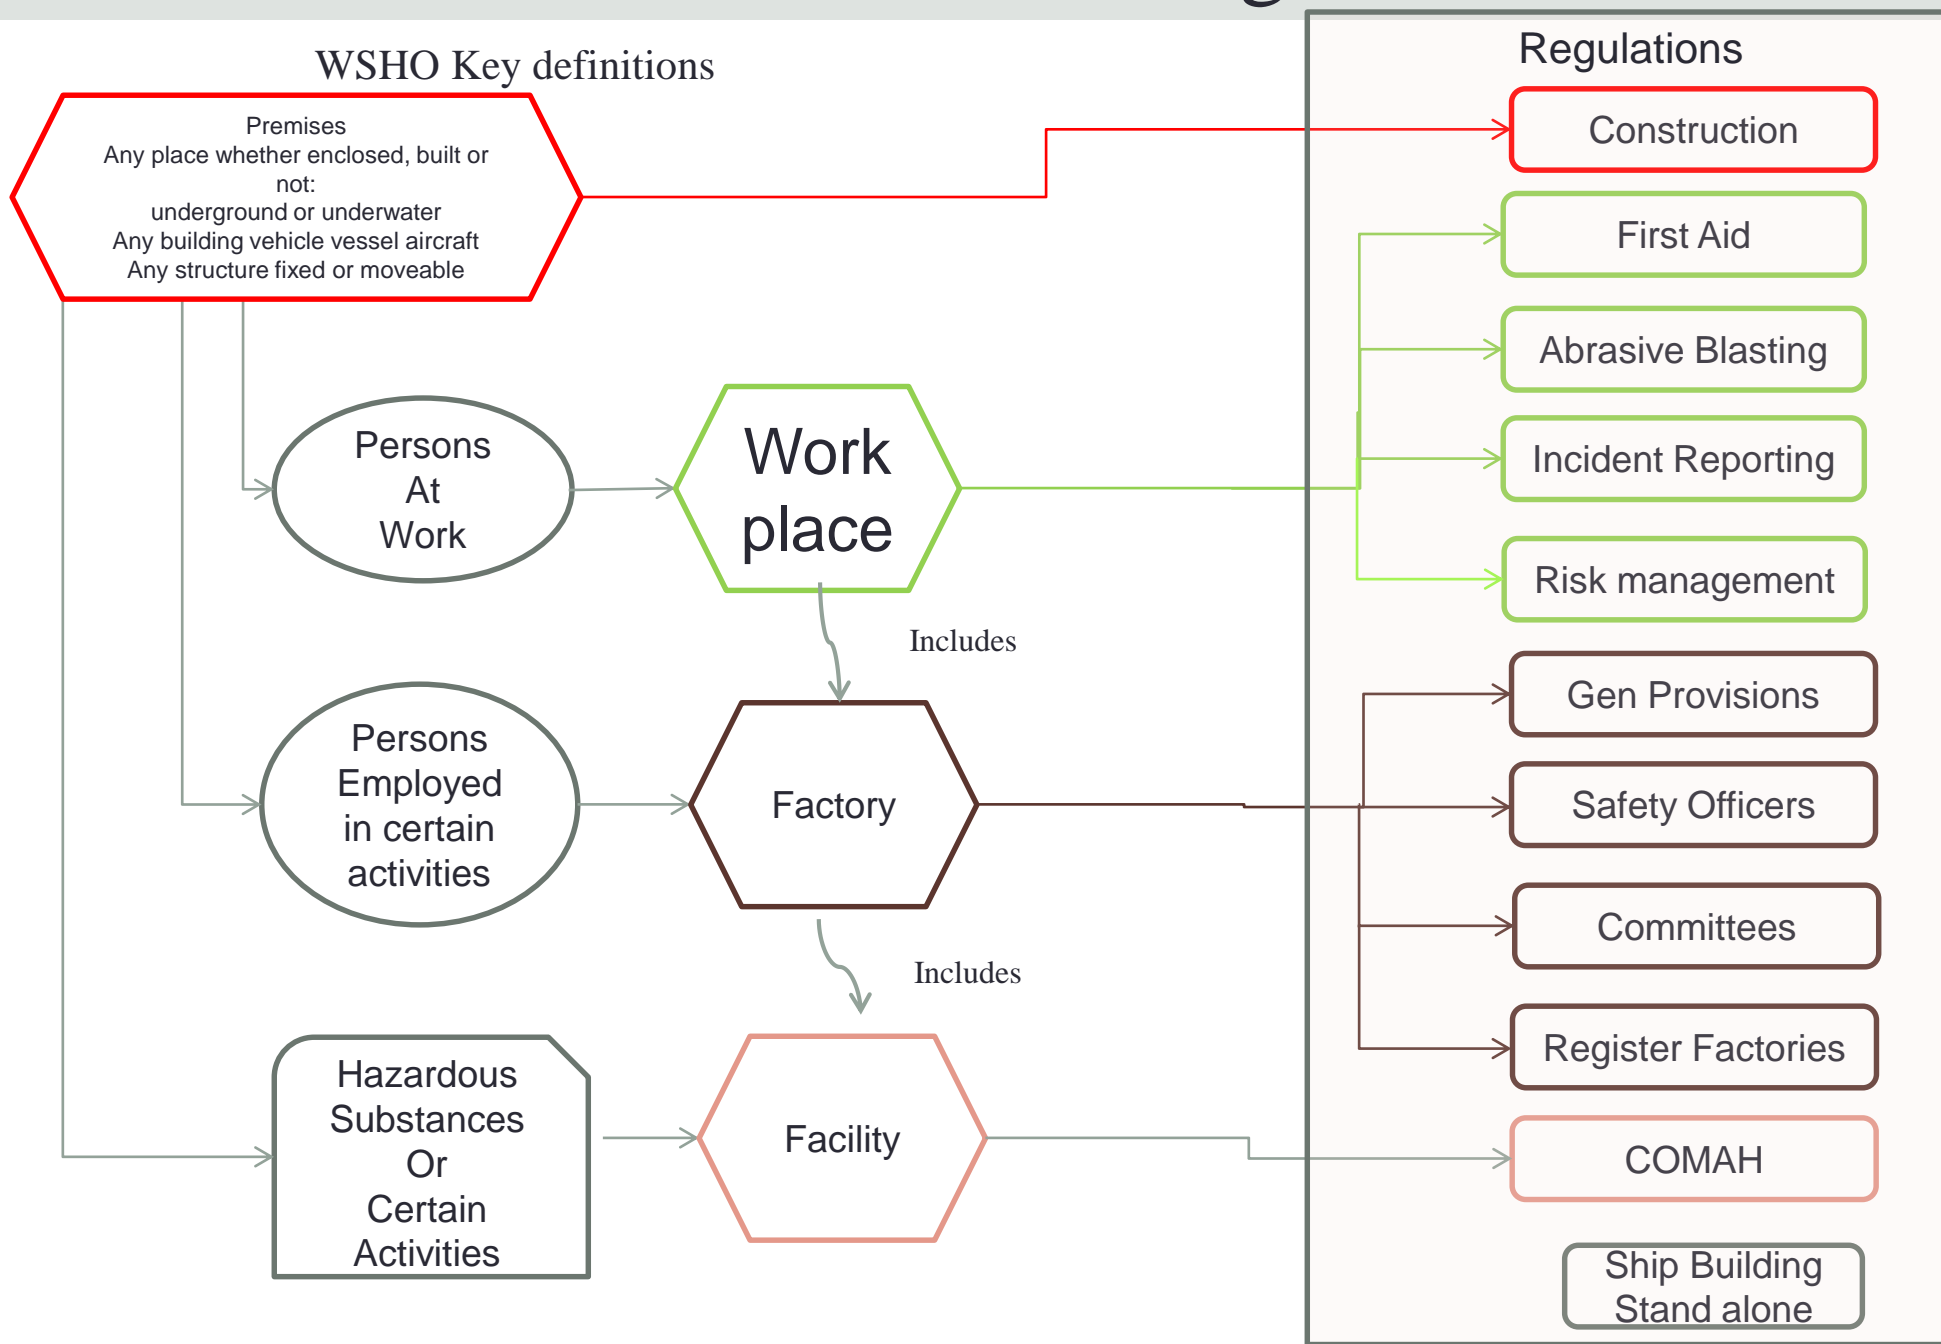 WSHO Key definitions
Regulations
Premises
Any place whether enclosed, built or
not:
underground or underwater
Any building vehicle vessel aircraft
Any structure fixed or moveable
Construction
First Aid
Abrasive Blasting
Incident Reporting
Risk management
Persons
At
Work
Work
place
Includes
Persons
Employed
in certain
activities
Factory
Gen Provisions
Safety Officers
Committees
Register Factories
Includes
Hazardous
Substances
Or
Certain
Activities
Facility
COMAH
Ship Building
Stand alone